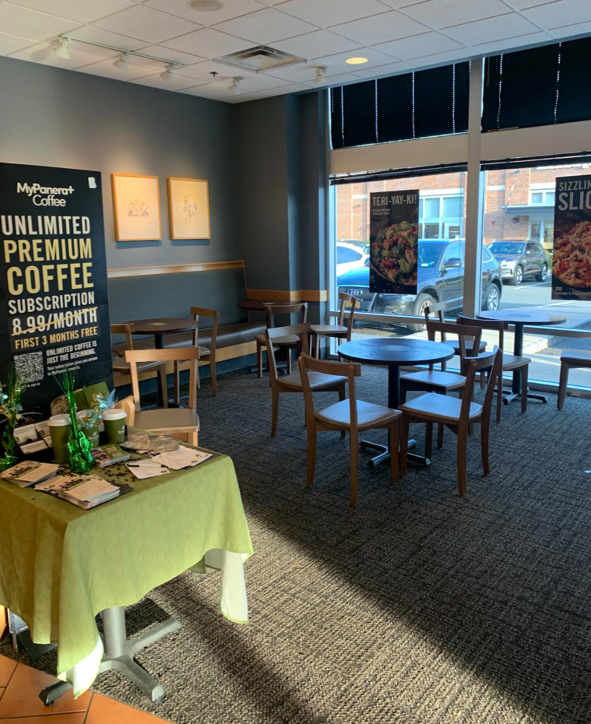 MyPanera+
Coffee
UNLIMITED
PREMIUM
COFFEE
SUBSCRIPTION
8.99/MONTH
FIRST 3 MONTHS FREE
UNLIMITED COFFEE IS
JUST THE BEGINNING.
TERI-YAY-KI!
SIZZLIN
SLIC